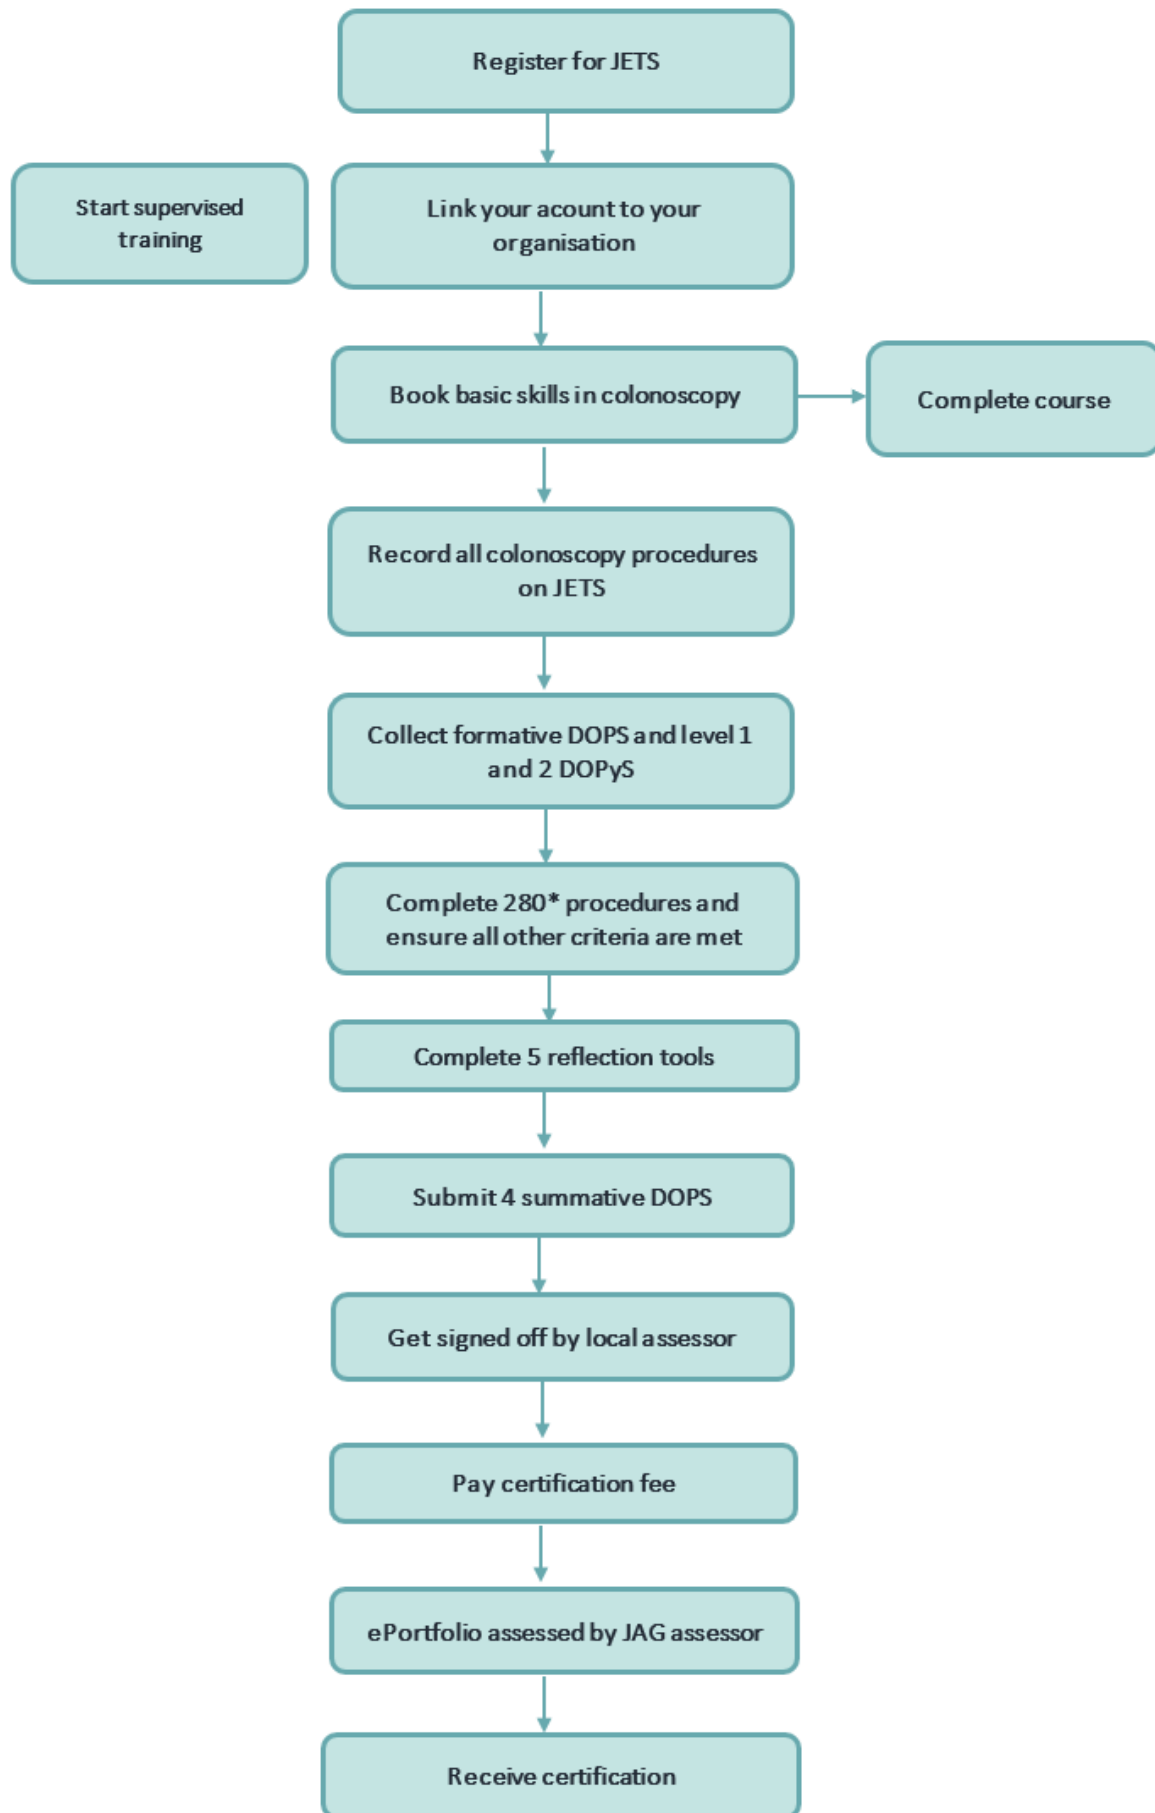 Register for JETS
Start supervised
training
Link your acount to your
organisation
Book basic skills in colonoscopy
Complete course
Record all colonoscopy procedures
on JETS
Collect formative DOPS and level 1
and 2 DOPyS
Complete 280* procedures and
ensure all other criteria are met
Complete 5 reflection tools
Submit 4 summative DOPS
Get signed off by local assessor
Pay certification fee
ePortfolio assessed by JAG assessor
Receive certification